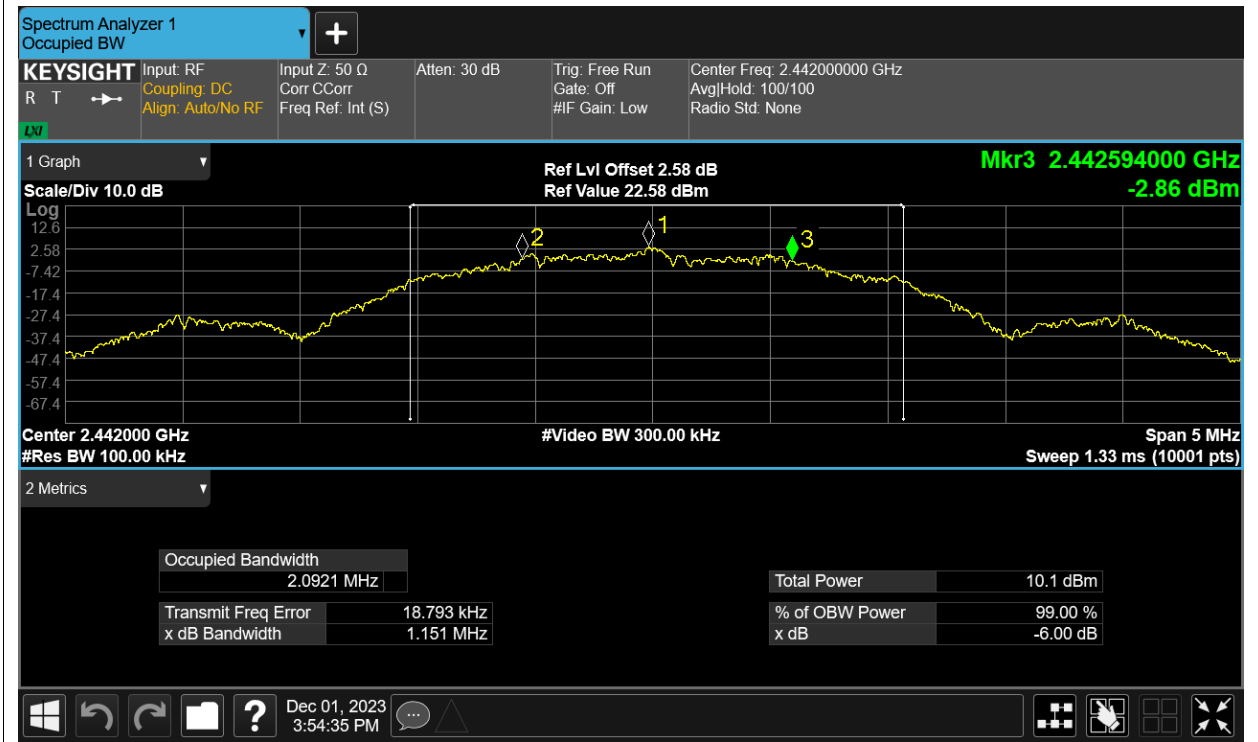 Spectrum Analyzer 1
Occupied BW
KEYSIGHT
R T
LXI
Input: RF
Coupling: DC
Align: Auto/No RF
Input Z: 50 Ω
Corr CCorr
Freq Ref: Int (S)
Atten: 30 dB
Trig: Free Run
Gate: Off
#IF Gain: Low
Center Freq: 2.442000000 GHz
Avg|Hold: 100/100
Radio Std: None
1 Graph
Scale/Div 10.0 dB
Ref Lvl Offset 2.58 dB
Ref Value 22.58 dBm
Mkr3 2.442594000 GHz
-2.86 dBm
Log
12.6
2.58
-7.42
-17.4
-27.4
-37.4
-47.4
-57.4
-67.4
2
1
3
Center 2.442000 GHz
#Res BW 100.00 kHz
#Video BW 300.00 kHz
Span 5 MHz
Sweep 1.33 ms (10001 pts)
2 Metrics
Occupied Bandwidth
2.0921 MHz
Transmit Freq Error 18.793 kHz
x dB Bandwidth 1.151 MHz
Total Power 10.1 dBm
% of OBW Power 99.00 %
x dB -6.00 dB
?
Dec 01, 2023
3:54:35 PM